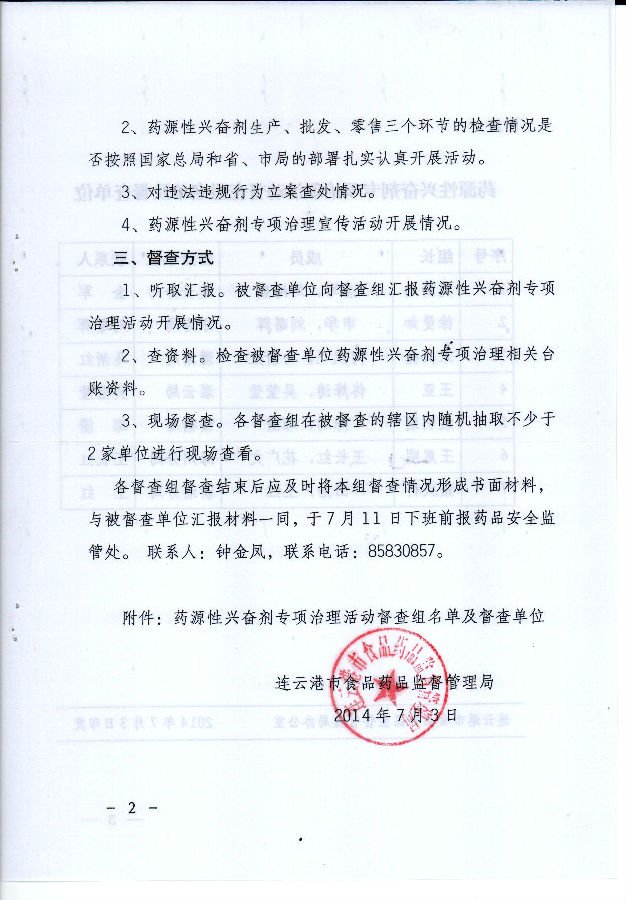 2、药源性兴奋剂生产、批发、零售三个环节的检查情况是
否按照国家总局和省、市局的部署扎实认真开展活动。
3、对违法违规行为立案查处情况。
4、药源性兴奋剂专项治理宣传活动开展情况。
三、督查方式
1、听取汇报。被督查单位向督查组汇报药源性兴奋剂专项
治理活动开展情况。
2、查资料。检查被督查单位药源性兴奋剂专项治理相关台
账资料。
3、现场督查。各督查组在被督查的辖区内随机抽取不少于
2家单位进行现场查看。
各督查组督查结束后应及时将本组督查情况形成书面材料，
与被督查单位汇报材料一同，于7月11日下班前报药品安全监
管处。 联系人：钟金凤，联系电话：85830857。
附件：药源性兴奋剂专项治理活动督查组名单及督查单位
连云港市食品药品监督管理局
2014年7月3日
- 2 -